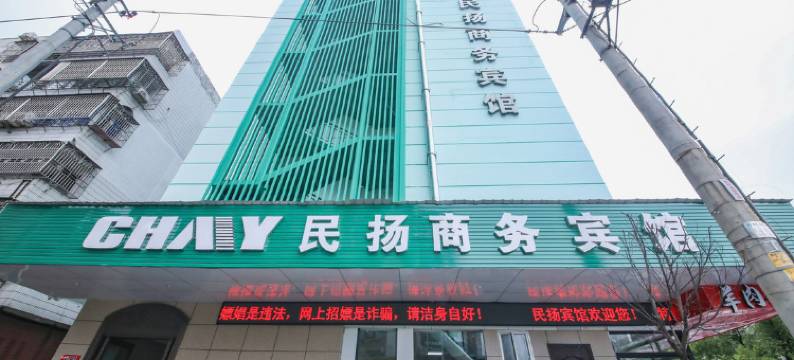 民扬商务宾馆
CHAIY 民扬商务宾馆
嫖娼是违法，网上招嫖是诈骗，请洁身自好！
民扬宾馆欢迎您！
羊肉